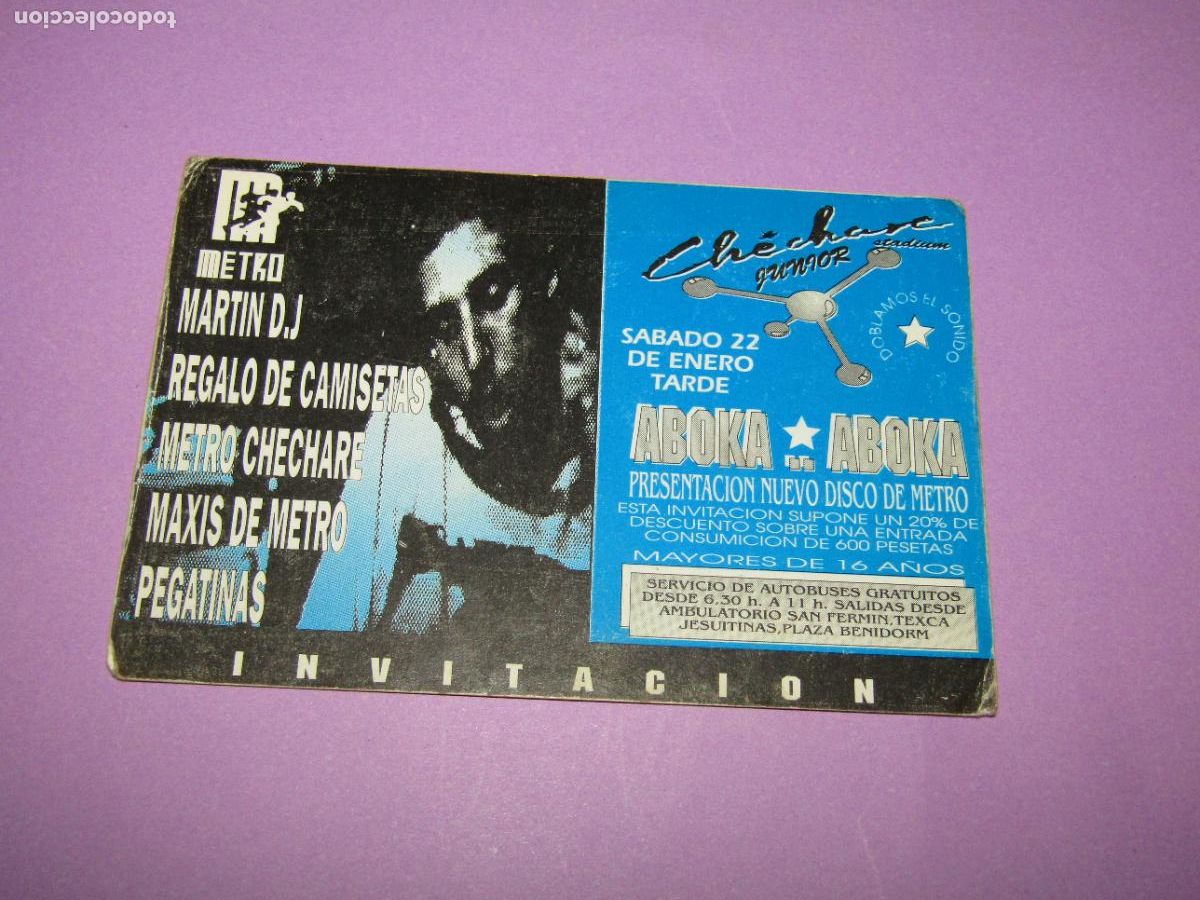 todocoleccion
METRO
MARTIN D.J
REGALO DE CAMISETAS
METRO CHECHARE
MAXIS DE METRO
PEGATINAS
Chêchare
stadium
JUNIOR
DOBLAMOS EL SONIDO
SABADO 22
DE ENERO
TARDE
ABOKA .. ABOKA
PRESENTACION NUEVO DISCO DE METRO
ESTA INVITACION SUPONE UN 20% DE
DESCUENTO SOBRE UNA ENTRADA
CONSUMICION DE 600 PESETAS
MAYORES DE 16 AÑOS
SERVICIO DE AUTOBUSES GRATUITOS
DESDE 6,30 h. A 11 h. SALIDAS DESDE
AMBULATORIO SAN FERMIN,TEXCA
JESUITINAS,PLAZA BENIDORM
INVITACION